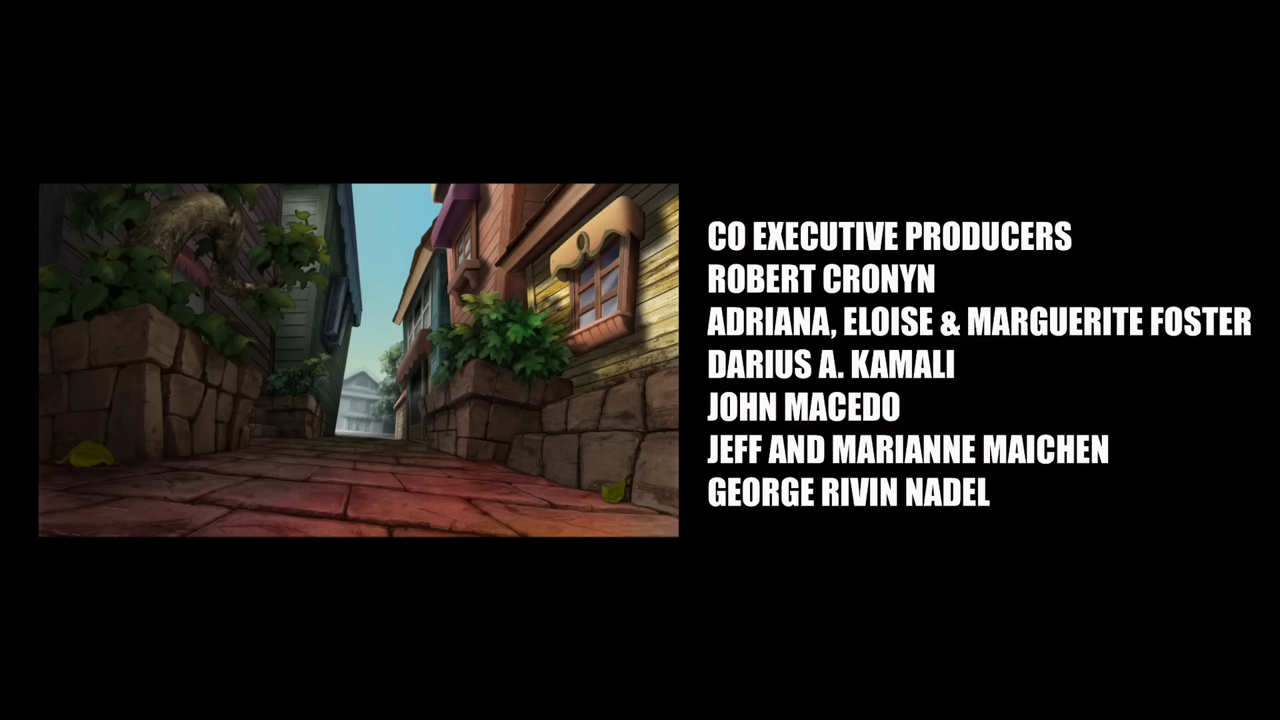 CO EXECUTIVE PRODUCERS
ROBERT CRONYN
ADRIANA, ELOISE & MARGUERITE FOSTER
DARIUS A. KAMALI
JOHN MACEDO
JEFF AND MARIANNE MAICHEN
GEORGE RIVIN NADEL